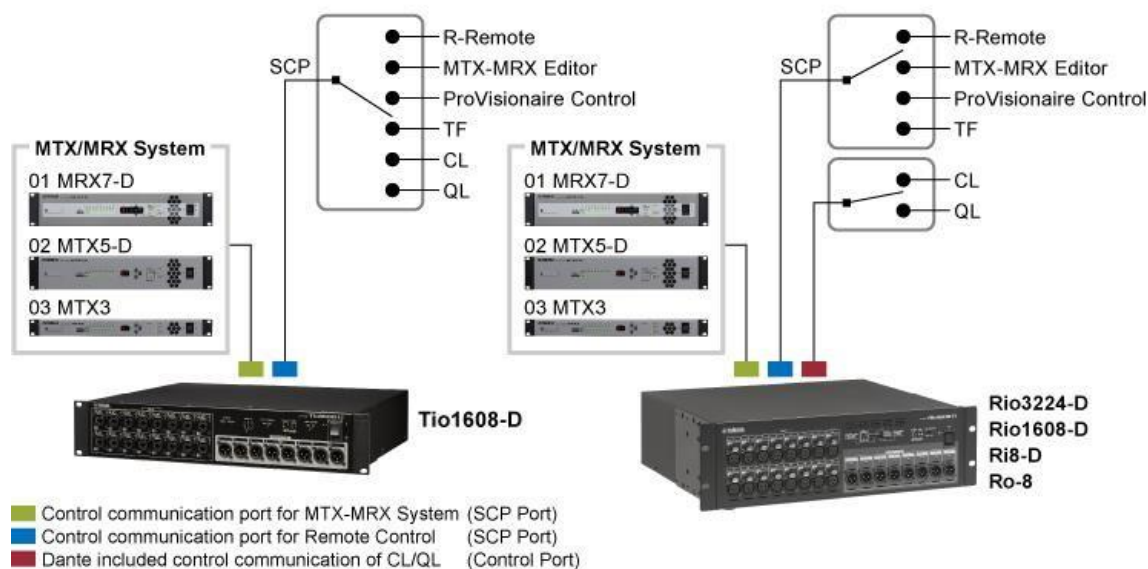 SCP
R-Remote
MTX-MRX Editor
ProVisionaire Control
TF
CL
QL
MTX/MRX System
01 MRX7-D
02 MTX5-D
03 MTX3
Tio1608-D
SCP
R-Remote
MTX-MRX Editor
ProVisionaire Control
TF
CL
QL
MTX/MRX System
01 MRX7-D
02 MTX5-D
03 MTX3
Rio3224-D
Rio1608-D
Ri8-D
Ro-8
Control communication port for MTX-MRX System (SCP Port)
Control communication port for Remote Control (SCP Port)
Dante included control communication of CL/QL (Control Port)